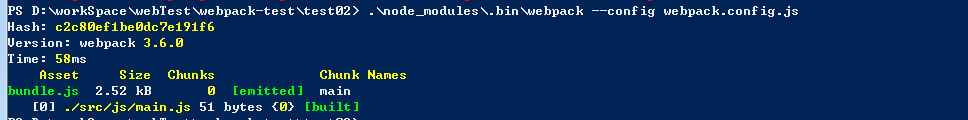 PS D:\workSpace\webTest\webpack-test\test02> .\node_modules\.bin\webpack --config webpack.config.js
Hash: c2c80ef1be0dc7e191f6
Version: webpack 3.6.0
Time: 58ms
    Asset     Size  Chunks             Chunk Names
bundle.js  2.52 kB       0  [emitted]  main
   [0] ./src/js/main.js 51 bytes {0} [built]